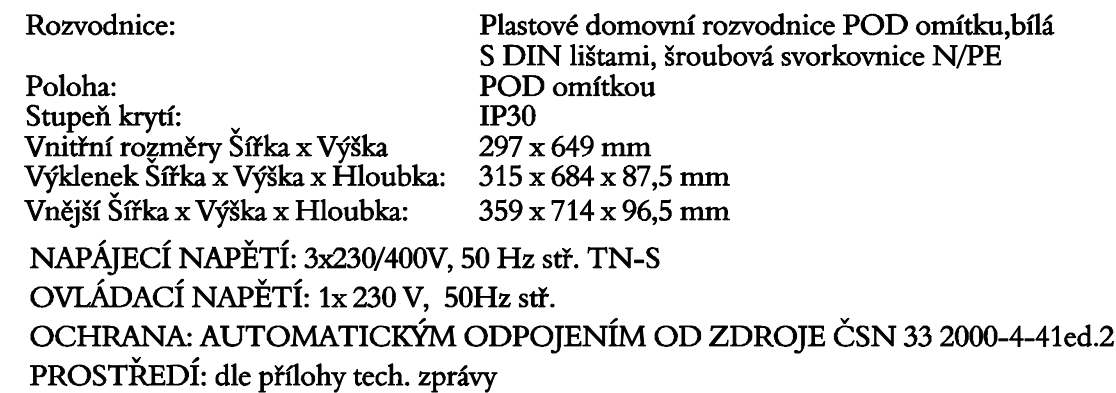 Rozvodnice: Plastové domovní rozvodnice POD omítku,bílá
S DIN lištami, šroubová svorkovnice N/PE
Poloha: POD omítkou
Stupeň krytí: IP30
Vnitřní rozměry Šířka x Výška 297 x 649 mm
Výklenek Šířka x Výška x Hloubka: 315 x 684 x 87,5 mm
Vnější Šířka x Výška x Hloubka: 359 x 714 x 96,5 mm
NAPÁJECÍ NAPĚTÍ: 3x230/400V, 50 Hz stř. TN-S
OVLÁDACÍ NAPĚTÍ: 1x 230 V, 50Hz stř.
OCHRANA: AUTOMATICKÝM ODPOJENÍM OD ZDROJE ČSN 33 2000-4-41ed.2
PROSTŘEDÍ: dle přílohy tech. zprávy